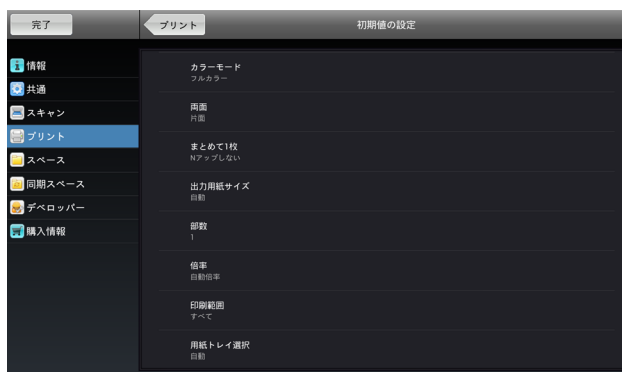 完了
プリント
初期値の設定
情報
共通
スキャン
プリント
スペース
同期スペース
デベロッパー
購入情報
カラーモード
フルカラー
両面
片面
まとめて1枚
Nアップしない
出力用紙サイズ
自動
部数
1
倍率
自動倍率
印刷範囲
すべて
用紙トレイ選択
自動